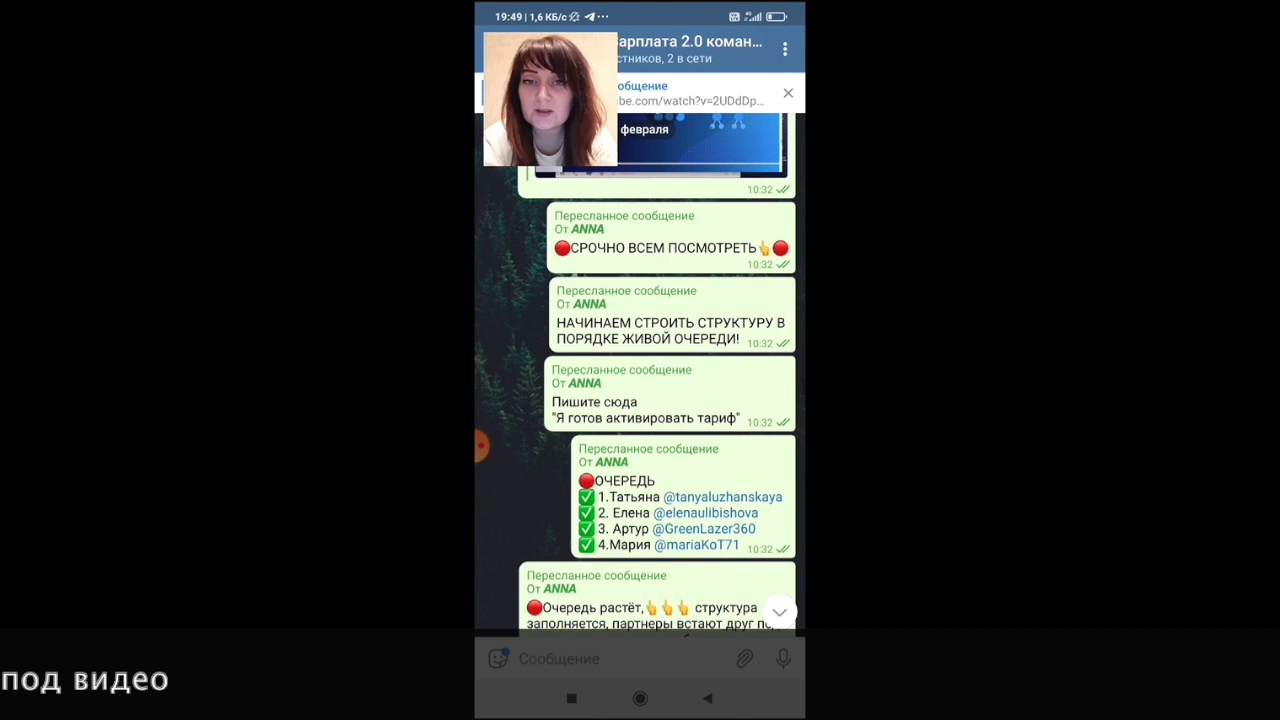 19:49 | 1,6 КБ/с
Зарплата 2.0 коман...
стников, 2 в сети
общение
be.com/watch?v=2UDdDp...
февраля
10:32
Пересланное сообщение
От ANNA
СРОЧНО ВСЕМ ПОСМОТРЕТЬ
10:32
Пересланное сообщение
От ANNA
НАЧИНАЕМ СТРОИТЬ СТРУКТУРУ В
ПОРЯДКЕ ЖИВОЙ ОЧЕРЕДИ! 10:32
Пересланное сообщение
От ANNA
Пишите сюда
"Я готов активировать тариф" 10:32
Пересланное сообщение
От ANNA
ОЧЕРЕДЬ
1.Татьяна @tanyaluzhanskaya
2. Елена @elenaulibishova
3. Артур @GreenLazer360
4.Мария @mariaKoT71 10:32
Пересланное сообщение
От ANNA
Очередь растёт, структура
заполняется, партнеры встают друг
Сообщение
под видео